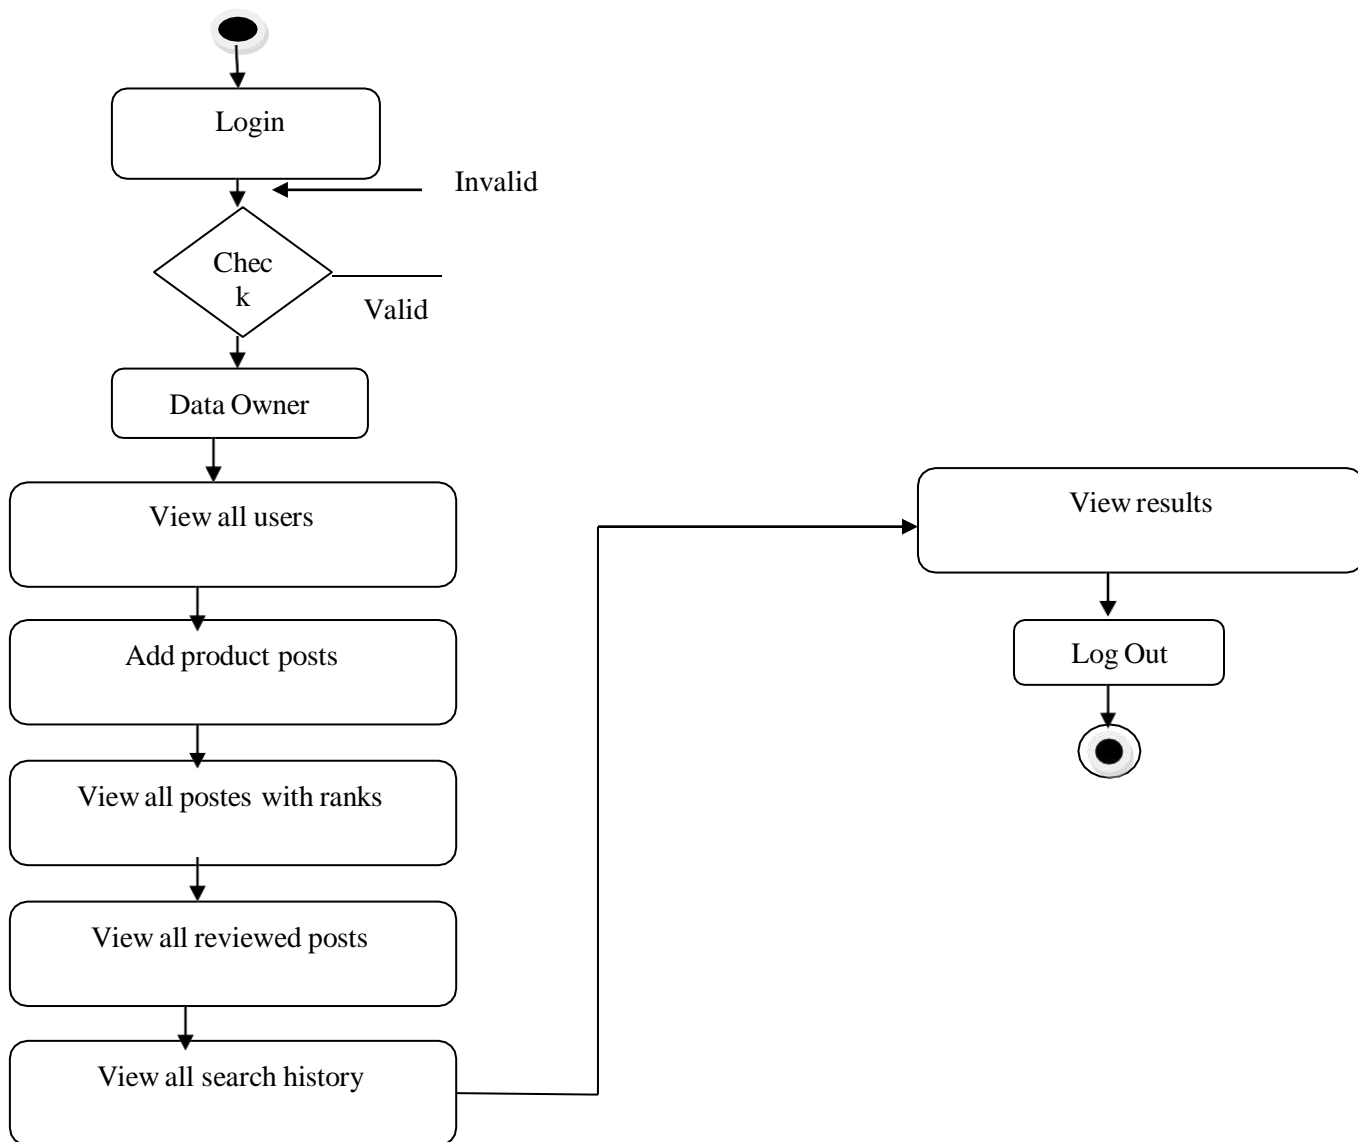 Login
Invalid
Chec
k
Valid
Data Owner
View all users
Add product posts
View all postes with ranks
View all reviewed posts
View all search history
View results
Log Out